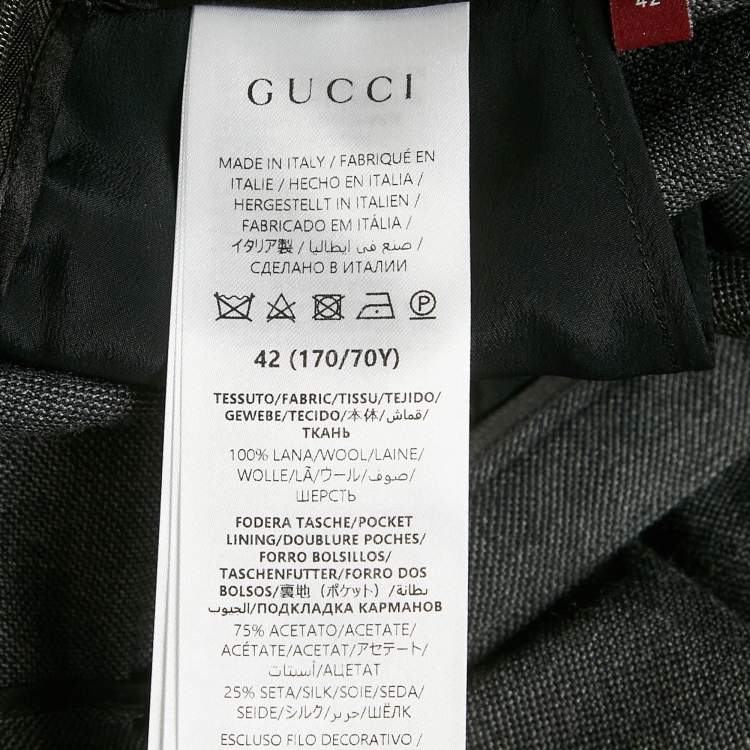 42
GUCCI
MADE IN ITALY / FABRIQUÉ EN
ITALIE / HECHO EN ITALIA /
HERGESTELLT IN ITALIEN /
FABRICADO EM ITÁLIA /
イタリア製 / صنع في ايطاليا /
СДЕЛАНО В ИТАЛИИ
P
42 (170/70Y)
TESSUTO/FABRIC/TISSU/TEJIDO/
GEWEBE/TECIDO/本体/قماش/
ТКАНЬ
100% LANA/WOOL/LAINE/
WOLLE/LÃ/ウール/صوف/
ШЕРСТЬ
FODERA TASCHE/POCKET
LINING/DOUBLURE POCHES/
FORRO BOLSILLOS/
TASCHENFUTTER/FORRO DOS
BOLSOS/裏地（ポケット）/بطانة
الجيوب/ПОДКЛАДКА КАРМАНОВ
75% ACETATO/ACETATE/
ACÉTATE/ACETAT/アセテート/
أسيتات/АЦЕТАТ
25% SETA/SILK/SOIE/SEDA/
SEIDE/シルク/حرير/ШЁЛК
ESCLUSO FILO DECORATIVO /